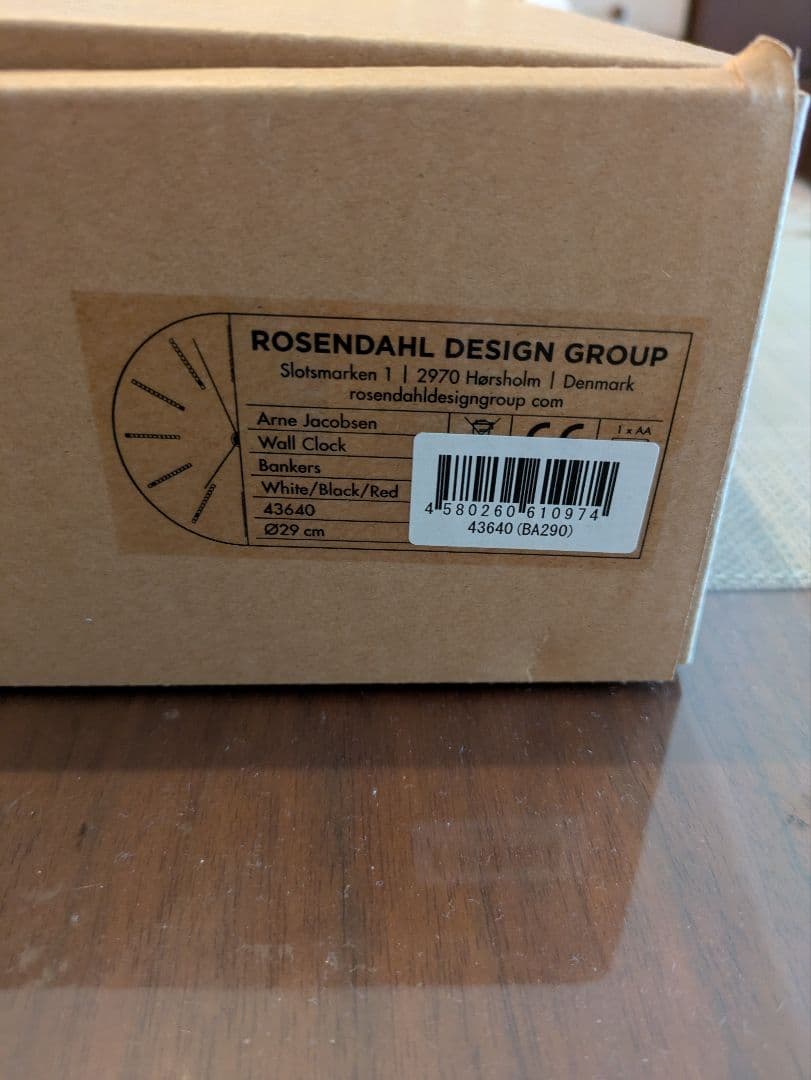 ROSENDAHL DESIGN GROUP
Slotsmarken 1 | 2970 Hørsholm | Denmark
rosendahldesigngroup com
Arne Jacobsen
Wall Clock
Bankers
White/Black/Red
43640
Ø29 cm
CE
1 x AA
4 580260 610974
43640 (BA290)